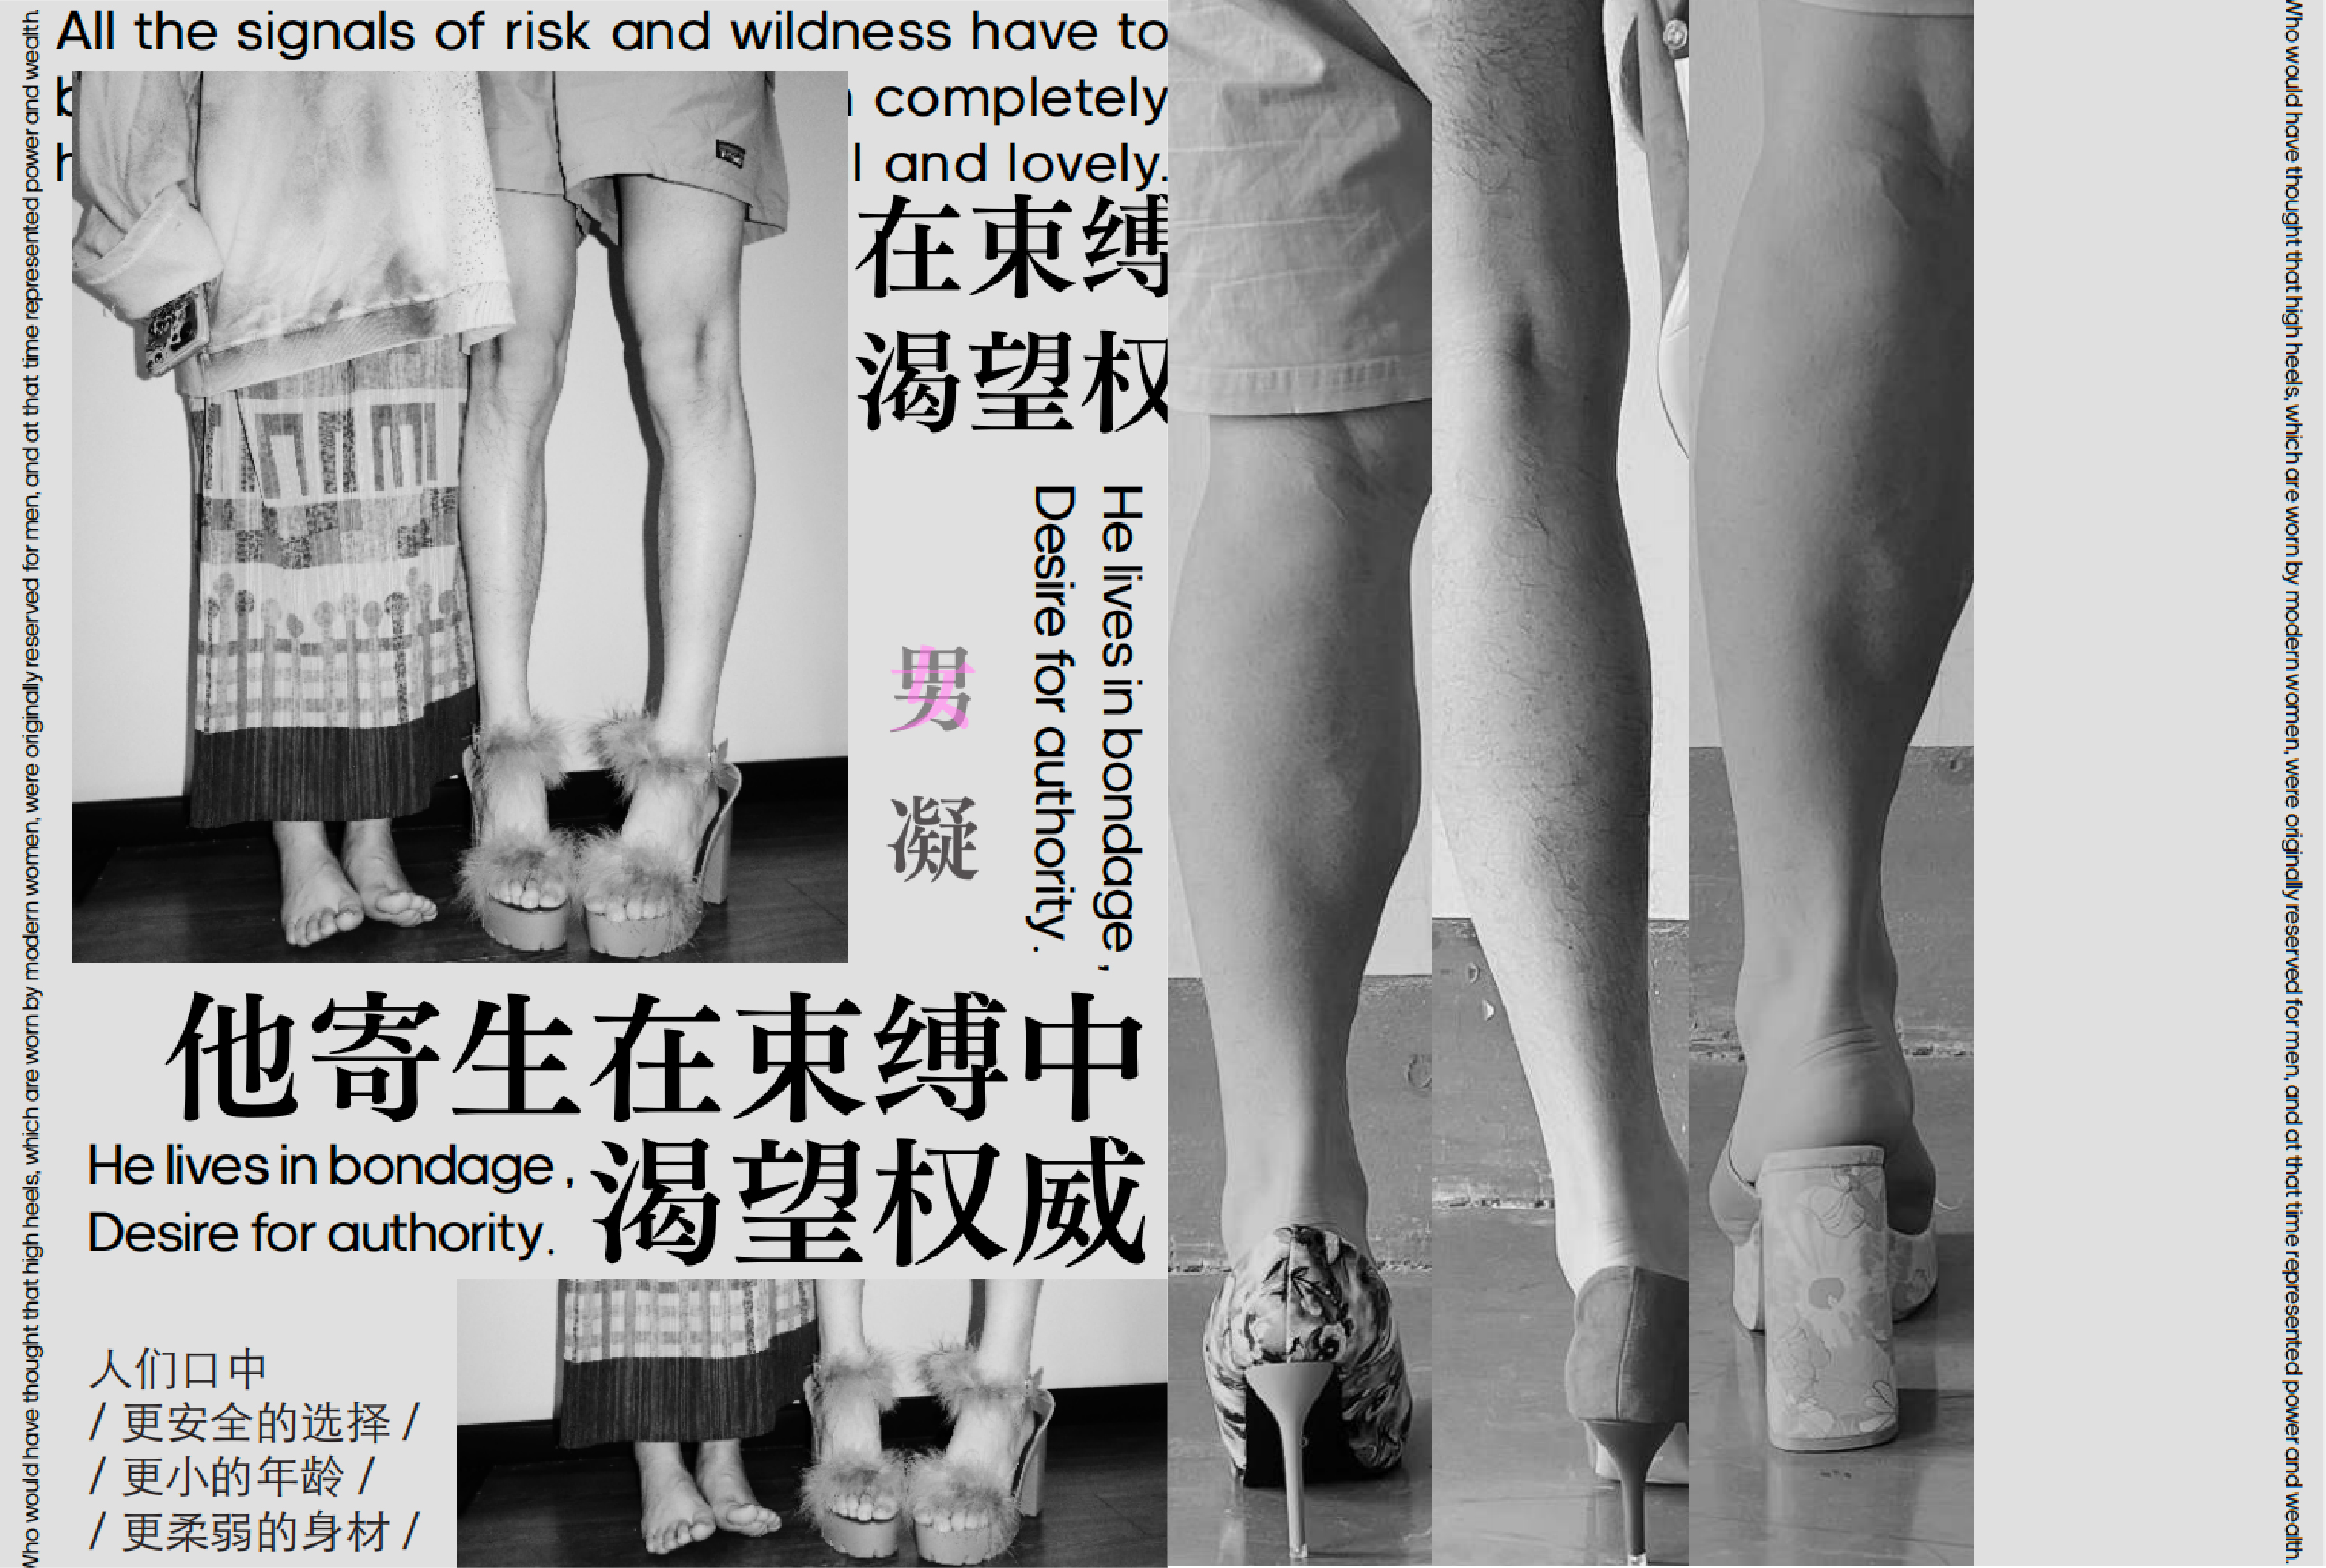 All the signals of risk and wildness have to
completely
and lovely.
在束缚
渴望权
He lives in bondage ,
Desire for authority.
凝
他寄生在束缚中
He lives in bondage ,
Desire for authority.
渴望权威
人们口中
/ 更安全的选择 /
/ 更小的年龄 /
/ 更柔弱的身材 /
Who would have thought that high heels, which are worn by modern women, were originally reserved for men, and at that time represented power and wealth.
Who would have thought that high heels, which are worn by modern women, were originally reserved for men, and at that time represented power and wealth.